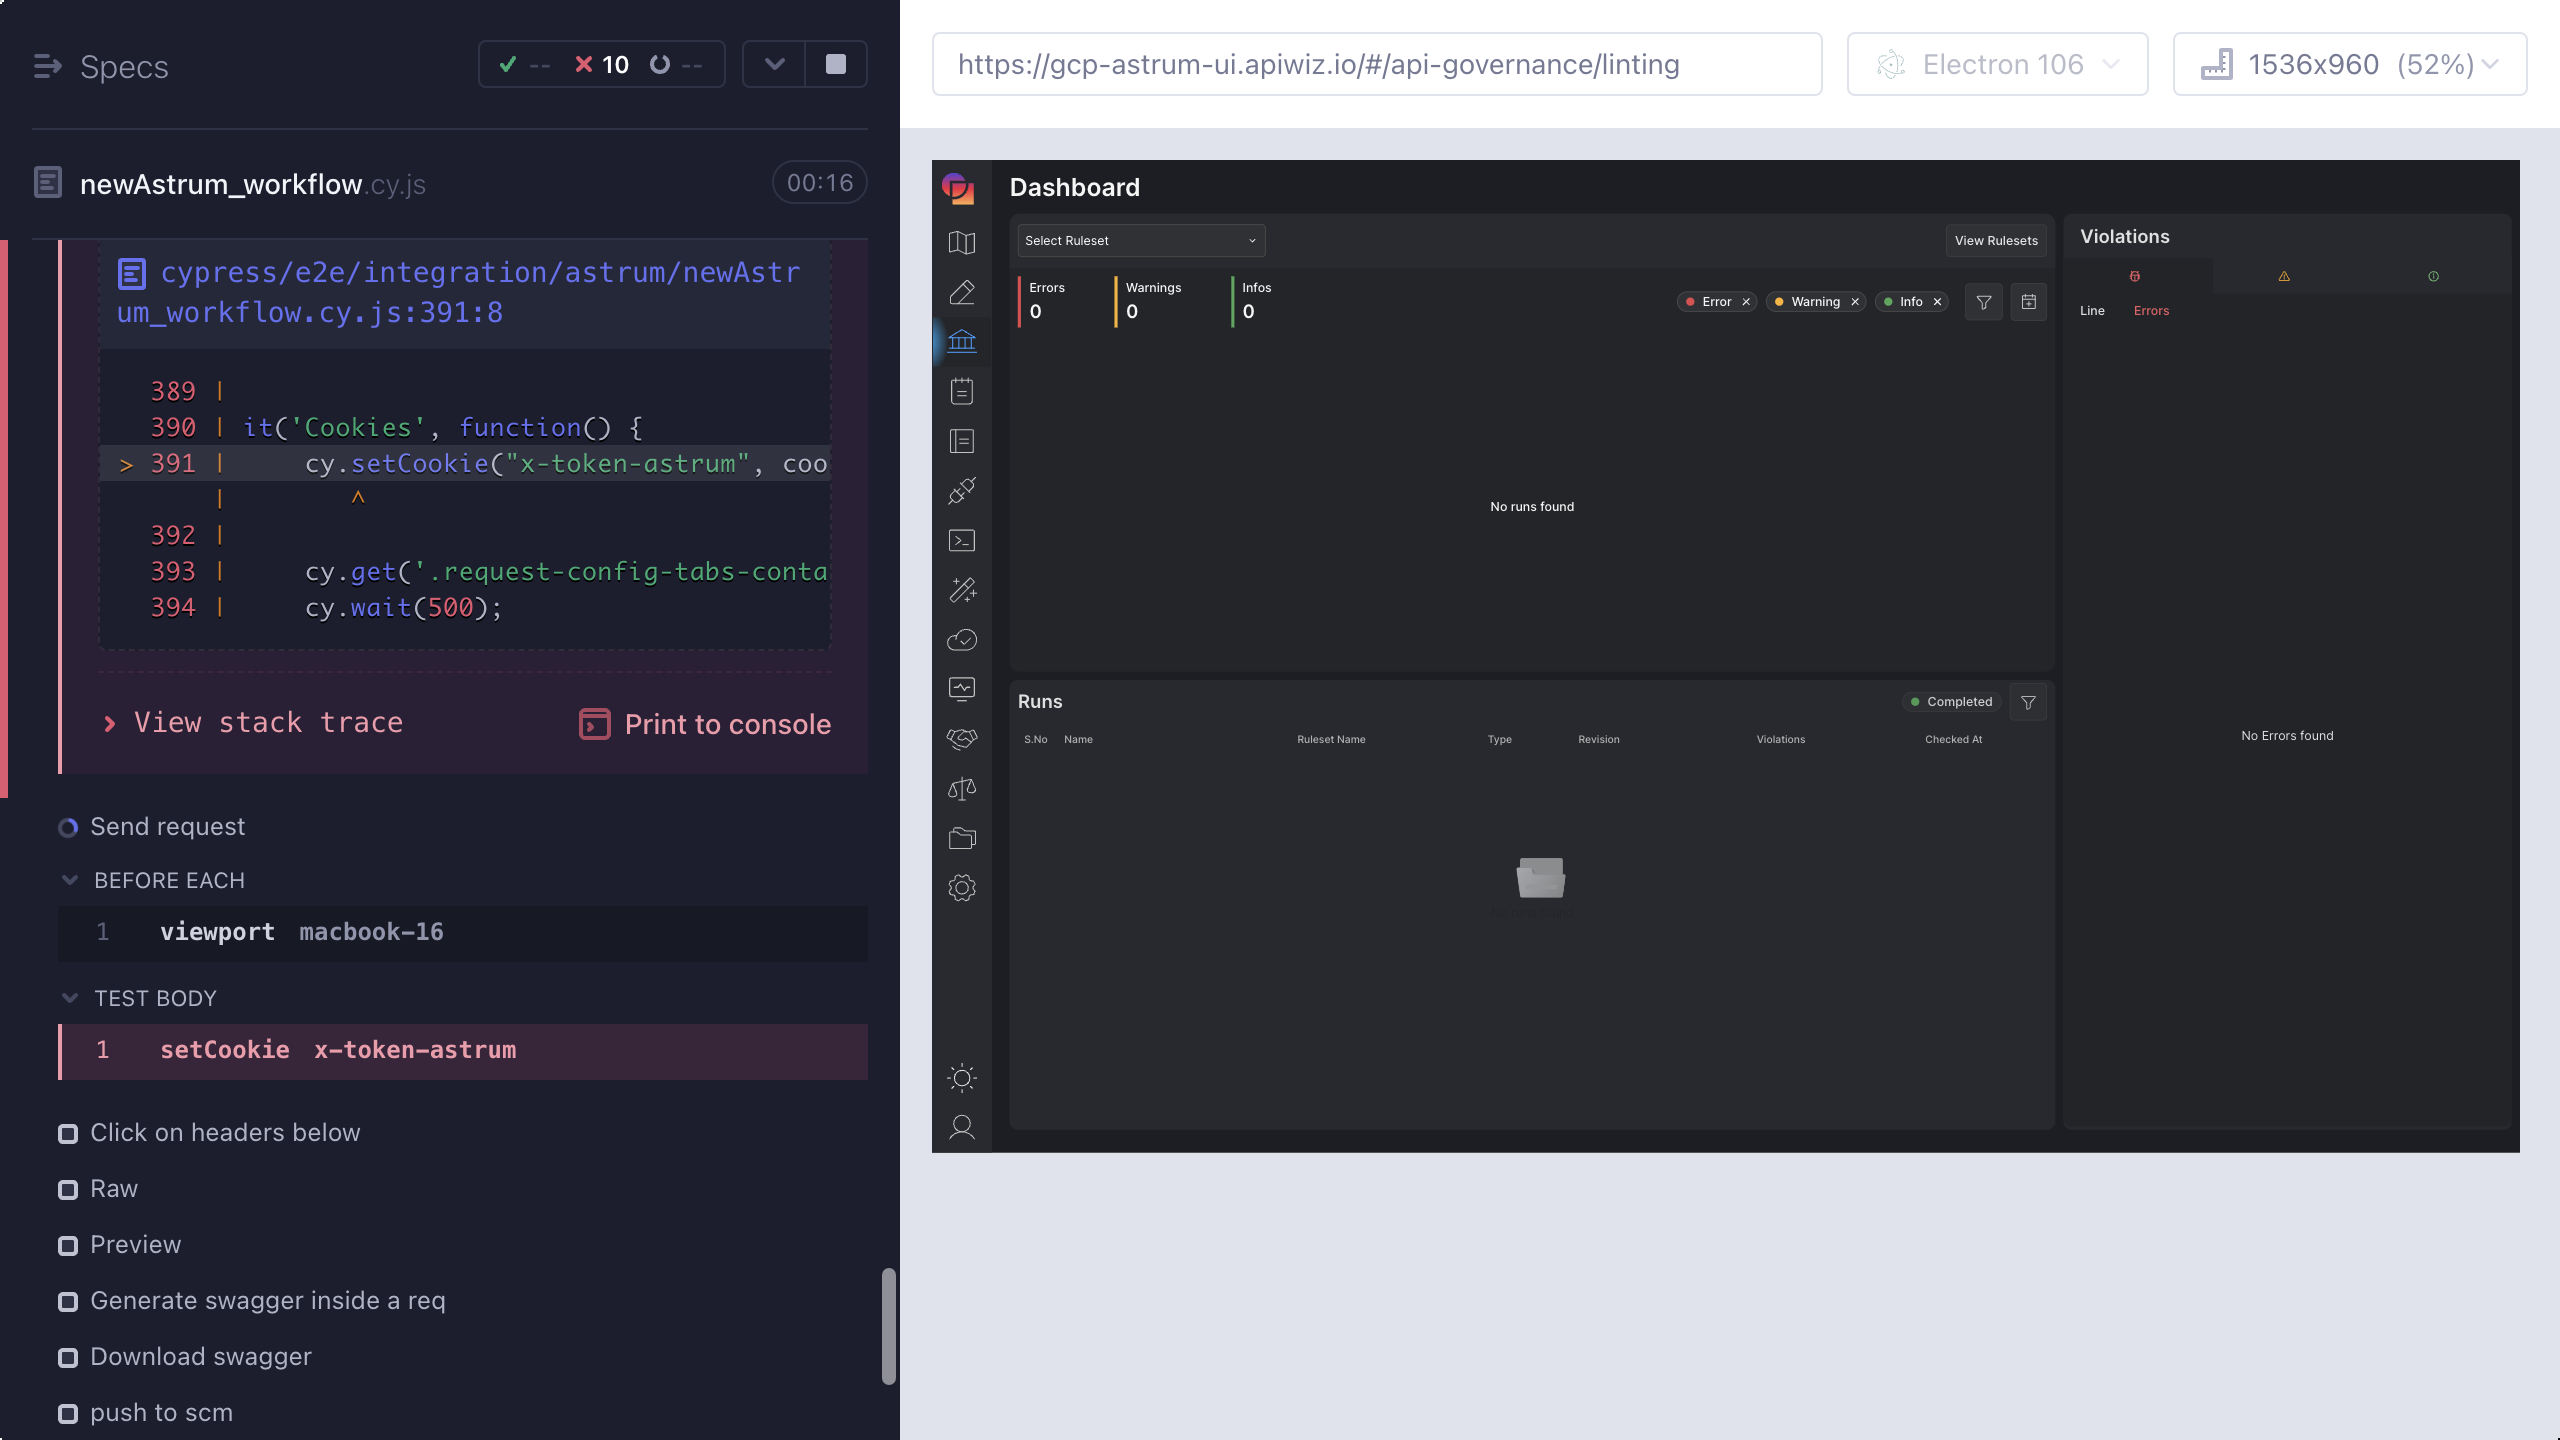 Specs
-- 10 --
newAstrum_workflow.cy.js
00:16
cypress/e2e/integration/astrum/newAstr
um_workflow.cy.js:391:8
389 |
390 | it('Cookies', function() {
> 391 | cy.setCookie("x-token-astrum", coo
| ^
392 |
393 | cy.get('.request-config-tabs-conta
394 | cy.wait(500);
View stack trace
Print to console
Send request
BEFORE EACH
1 viewport macbook-16
TEST BODY
1 setCookie x-token-astrum
Click on headers below
Raw
Preview
Generate swagger inside a req
Download swagger
push to scm
https://gcp-astrum-ui.apiwiz.io/#/api-governance/linting
Electron 106
1536x960 (52%)
Dashboard
Select Ruleset
View Rulesets
Errors
0
Warnings
0
Infos
0
Error
Warning
Info
No runs found
Runs
Completed
S.No Name Ruleset Name Type Revision Violations Checked At
Violations
Line Errors
No Errors found